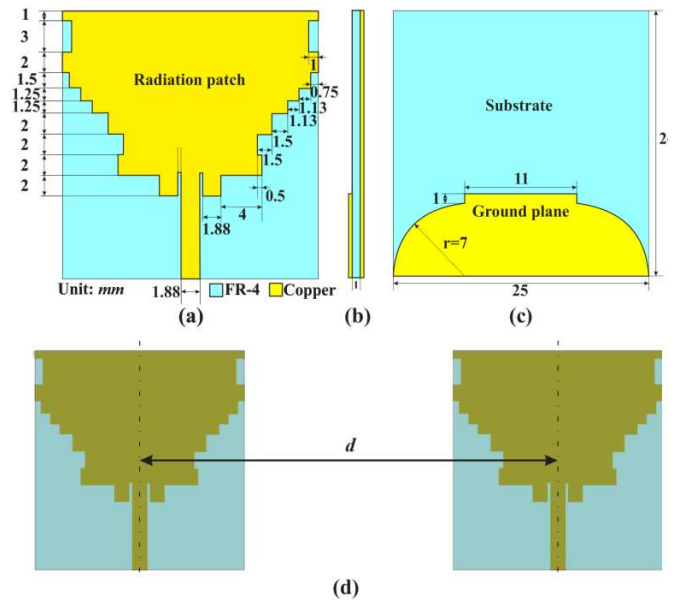 1
3
2
1.5
1.25
1.25
2
2
2
2
Radiation patch
1
0.75
1.13
1.13
1.5
1.5
0.5
4
1.88
1.88
Unit: mm
FR-4
Copper
(a)
1
(b)
Substrate
11
1
Ground plane
r=7
25
(c)
d
(d)